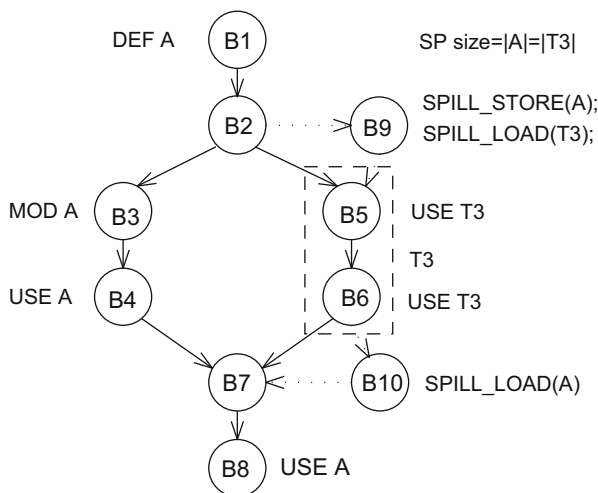 DEF A
B1
SP size=|A|=|T3|
B2
B9
SPILL_STORE(A);
SPILL_LOAD(T3);
MOD A
B3
B5
USE T3
T3
USE A
B4
B6
USE T3
B7
B10
SPILL_LOAD(A)
B8
USE A